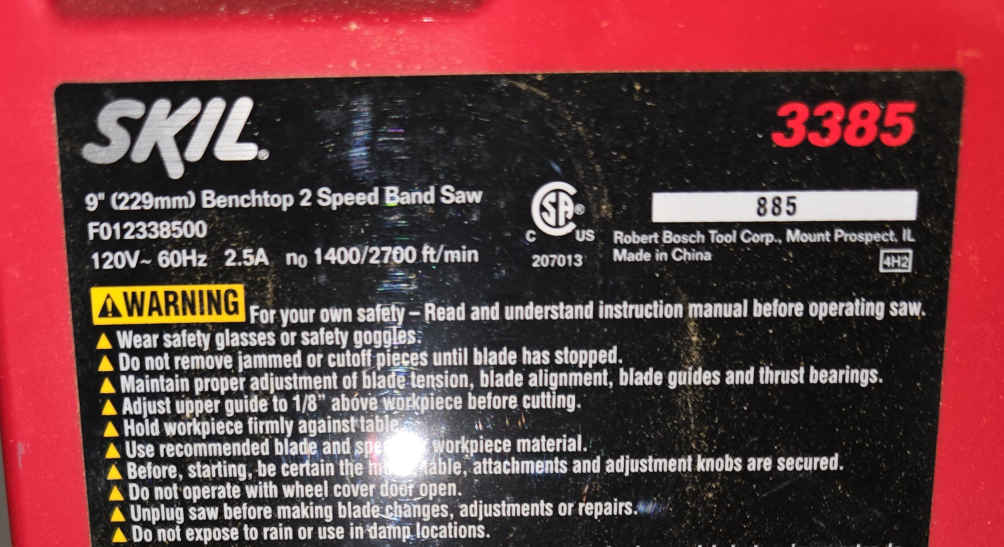 SKIL®
3385
9" (229mm) Benchtop 2 Speed Band Saw
F012338500
120V~ 60Hz 2.5A n₀ 1400/2700 ft/min
C SA® US
207013
885
Robert Bosch Tool Corp., Mount Prospect, IL
Made in China
4H2
WARNING For your own safety – Read and understand instruction manual before operating saw.
Wear safety glasses or safety goggles.
Do not remove jammed or cutoff pieces until blade has stopped.
Maintain proper adjustment of blade tension, blade alignment, blade guides and thrust bearings.
Adjust upper guide to 1/8" above workpiece before cutting.
Hold workpiece firmly against table
Use recommended blade and workpiece material.
Before, starting, be certain the table, attachments and adjustment knobs are secured.
Do not operate with wheel cover door open.
Unplug saw before making blade changes, adjustments or repairs.
Do not expose to rain or use in damp locations.